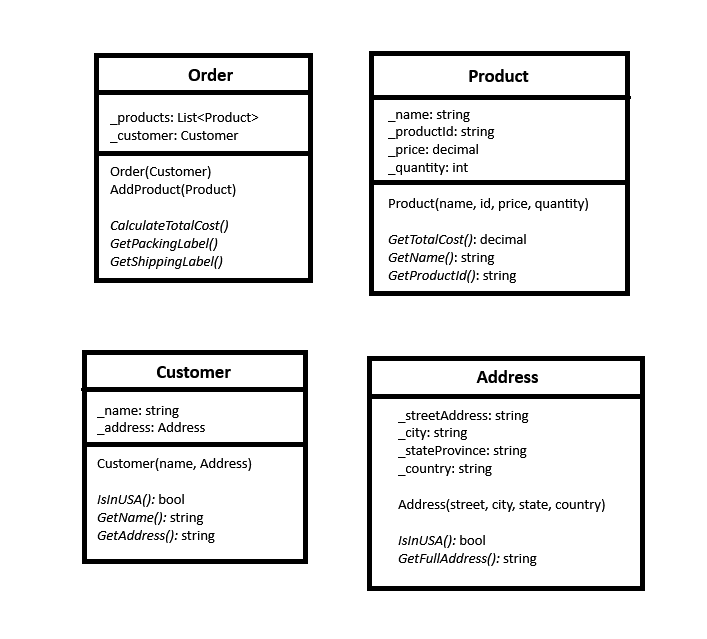 Order
_products: List<Product>
_customer: Customer
Order(Customer)
AddProduct(Product)
CalculateTotalCost()
GetPackingLabel()
GetShippingLabel()
Product
_name: string
_productId: string
_price: decimal
_quantity: int
Product(name, id, price, quantity)
GetTotalCost(): decimal
GetName(): string
GetProductId(): string
Customer
_name: string
_address: Address
Customer(name, Address)
IsInUSA(): bool
GetName(): string
GetAddress(): string
Address
_streetAddress: string
_city: string
_stateProvince: string
_country: string
Address(street, city, state, country)
IsInUSA(): bool
GetFullAddress(): string